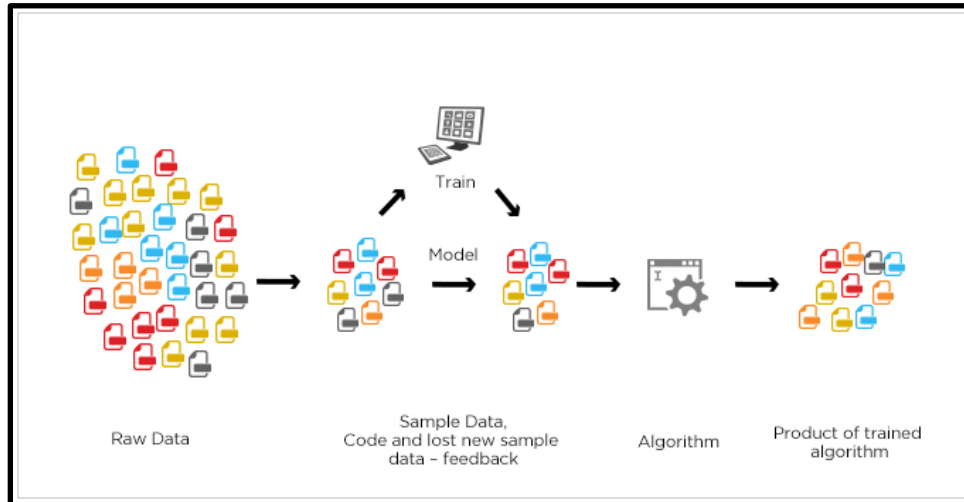 Train
Model
Raw Data
Sample Data,
Code and lost new sample
data – feedback
Algorithm
Product of trained
algorithm